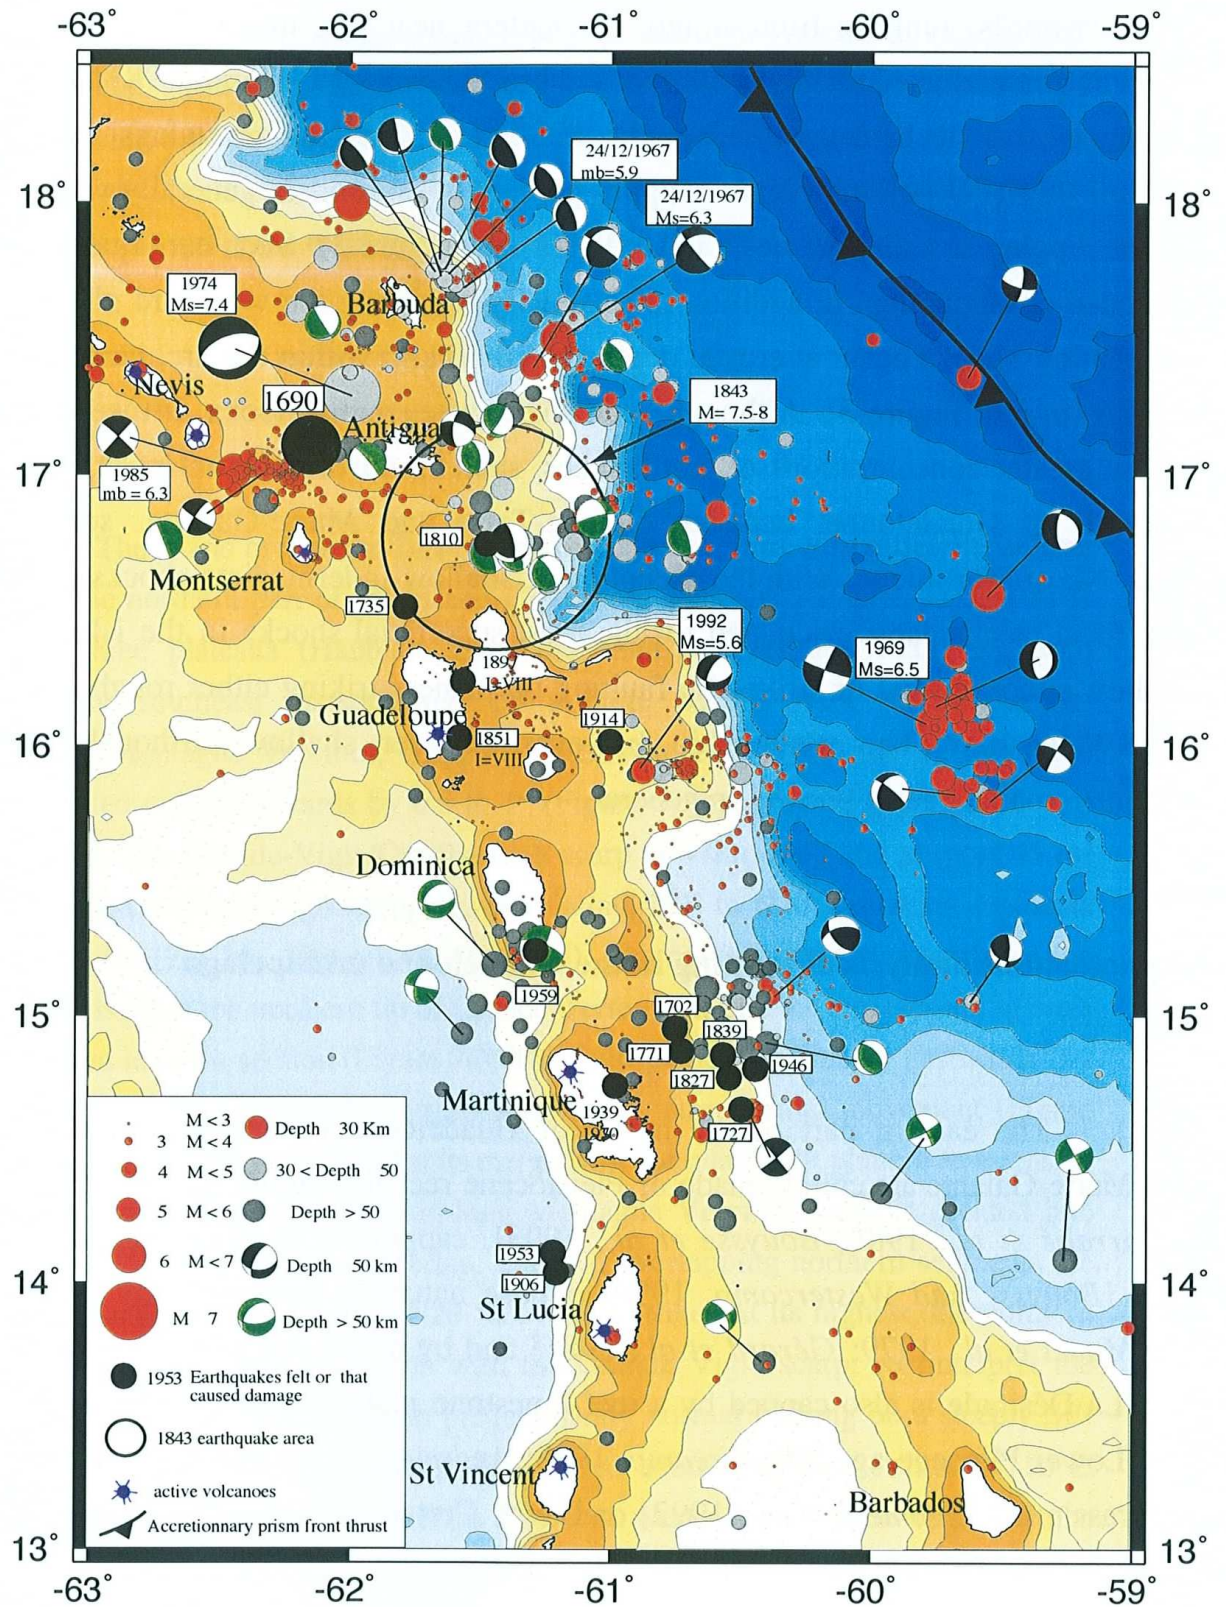 -63° -62° -61° -60° -59°
24/12/1967
mb=5.9
24/12/1967
Ms=6.3
18° 18°
1974
Ms=7.4
Barbuda
Nevis
1690
1843
M= 7.5-8
Antigua
17° 17°
1985
mb = 6.3
1810
Montserrat
1735
1992
Ms=5.6
1969
Ms=6.5
I=VIII
Guadeloupe
1914
16° 16°
1851
I=VIII
Dominica
1959
15° 15°
1702
1839
1771
1946
1827
Martinique
1939
1727
M < 3
3 M < 4
4 M < 5
5 M < 6
6 M < 7
M 7
Depth 30 Km
30 < Depth 50
Depth > 50
Depth 50 km
Depth > 50 km
1953 Earthquakes felt or that
caused damage
1843 earthquake area
active volcanoes
Accretionnary prism front thrust
1953
1906
14° 14°
St Lucia
St Vincent
Barbados
13° 13°
-63° -62° -61° -60° -59°